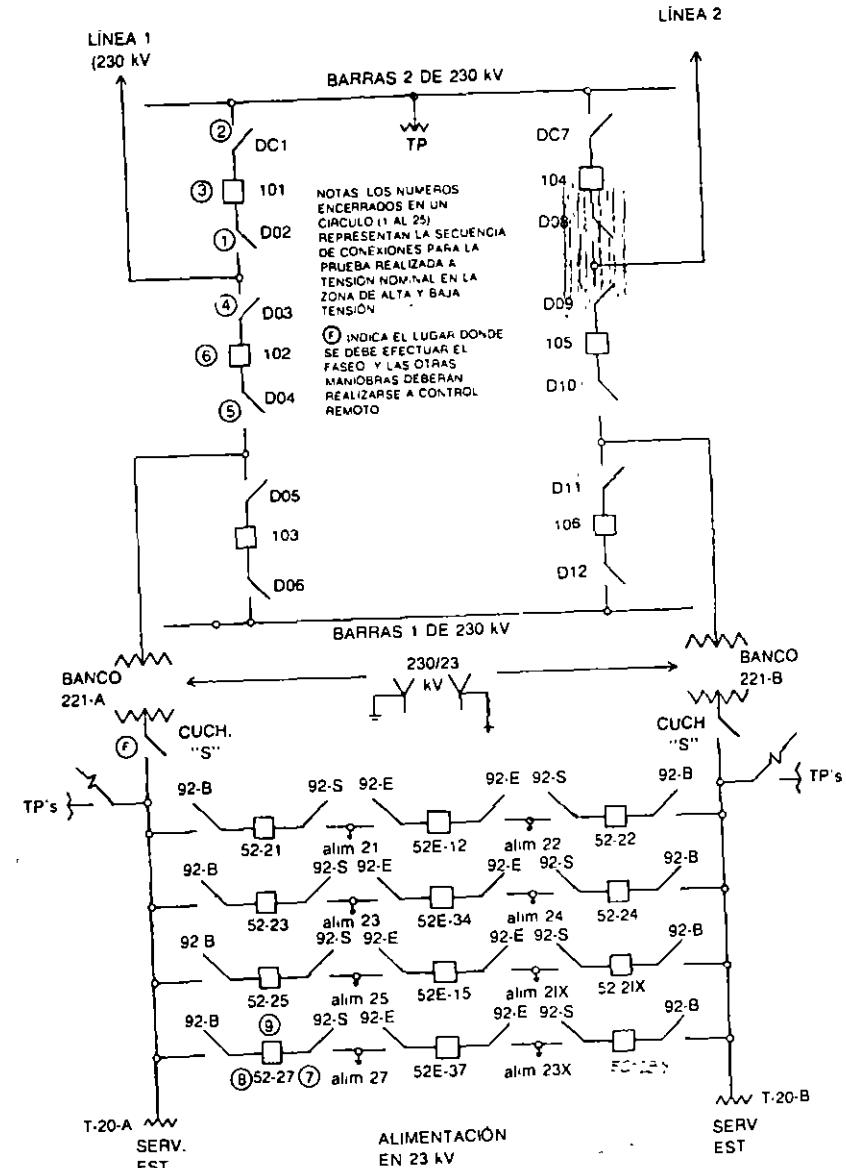 LÍNEA 1
(230 kV
LÍNEA 2
BARRAS 2 DE 230 kV
TP
2
DC1
3
101
1
D02
4
D03
6
102
5
D04
NOTAS LOS NUMEROS
ENCERRADOS EN UN
CIRCULO (1 AL 25)
REPRESENTAN LA SECUENCIA
DE CONEXIONES PARA LA
PRUEBA REALIZADA A
TENSIÓN NOMINAL EN LA
ZONA DE ALTA Y BAJA
TENSIÓN
F INDICA EL LUGAR DONDE
SE DEBE EFECTUAR EL
FASEO Y LAS OTRAS
MANIOBRAS DEBERAN
REALIZARSE A CONTROL
REMOTO
DC7
104
D08
D09
105
D10
D05
103
D06
D11
106
D12
BARRAS 1 DE 230 kV
BANCO
221-A
230/23
kV
BANCO
221-B
F
CUCH.
"S"
CUCH
"S"
TP's
TP's
92-B
92-S
92-E
92-E
92-S
92-B
52-21
alim 21
52E-12
alim 22
52-22
92-B
92-S
92-E
92-E
92-S
92-B
52-23
alim 23
52E-34
alim 24
52-24
92 B
92-S
92-E
92-E
92-S
92-B
52-25
alim 25
52E-15
alim 2IX
52 2IX
92-B
9
92-S
92-E
92-E
92-S
92-B
8
52-27
7
alim 27
52E-37
alim 23X
T-20-A
SERV.
EST
ALIMENTACIÓN
EN 23 kV
T-20-B
SERV
EST